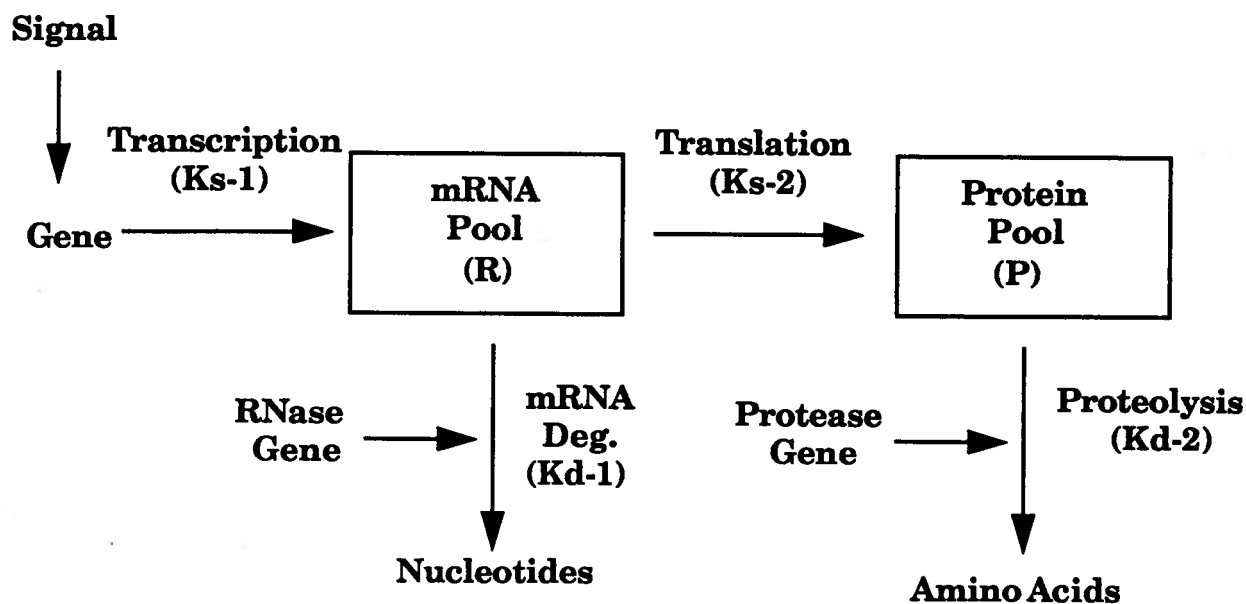 Signal
Transcription
(Ks-1)
Translation
(Ks-2)
Gene
mRNA
Pool
(R)
Protein
Pool
(P)
RNase
Gene
mRNA
Deg.
(Kd-1)
Protease
Gene
Proteolysis
(Kd-2)
Nucleotides
Amino Acids